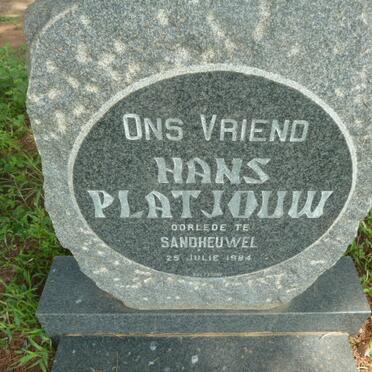 ONS VRIEND
HANS
PLATJOUW
OORLEDE TE
SANDHEUWEL
25 JULIE 1984